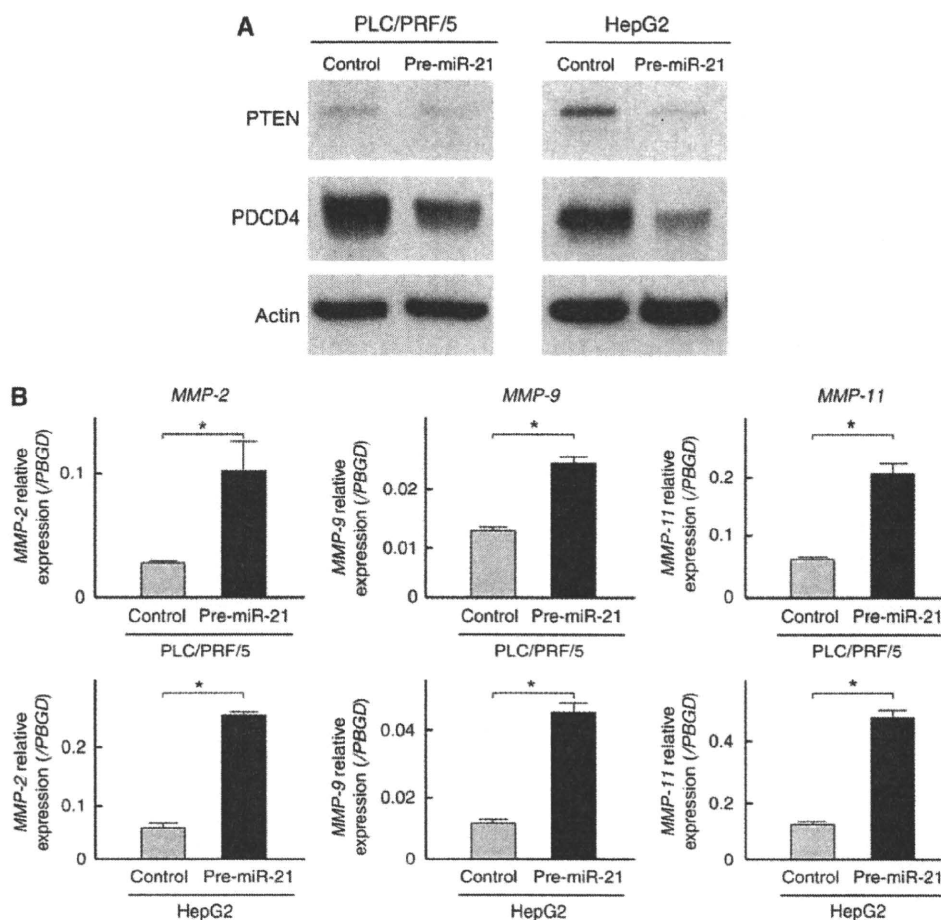 A
PLC/PRF/5 HepG2
Control Pre-miR-21 Control Pre-miR-21
PTEN
PDCD4
Actin
B
MMP-2 MMP-9 MMP-11
MMP-2 relative
expression (/PBGD)
0.1
0
*
Control Pre-miR-21
PLC/PRF/5
MMP-9 relative
expression (/PBGD)
0.02
0.01
0
*
Control Pre-miR-21
PLC/PRF/5
MMP-11 relative
expression (/PBGD)
0.2
0.1
0
*
Control Pre-miR-21
PLC/PRF/5
MMP-2 relative
expression (/PBGD)
0.2
0.1
0
*
Control Pre-miR-21
HepG2
MMP-9 relative
expression (/PBGD)
0.04
0.02
0
*
Control Pre-miR-21
HepG2
MMP-11 relative
expression (/PBGD)
0.4
0.2
0
*
Control Pre-miR-21
HepG2